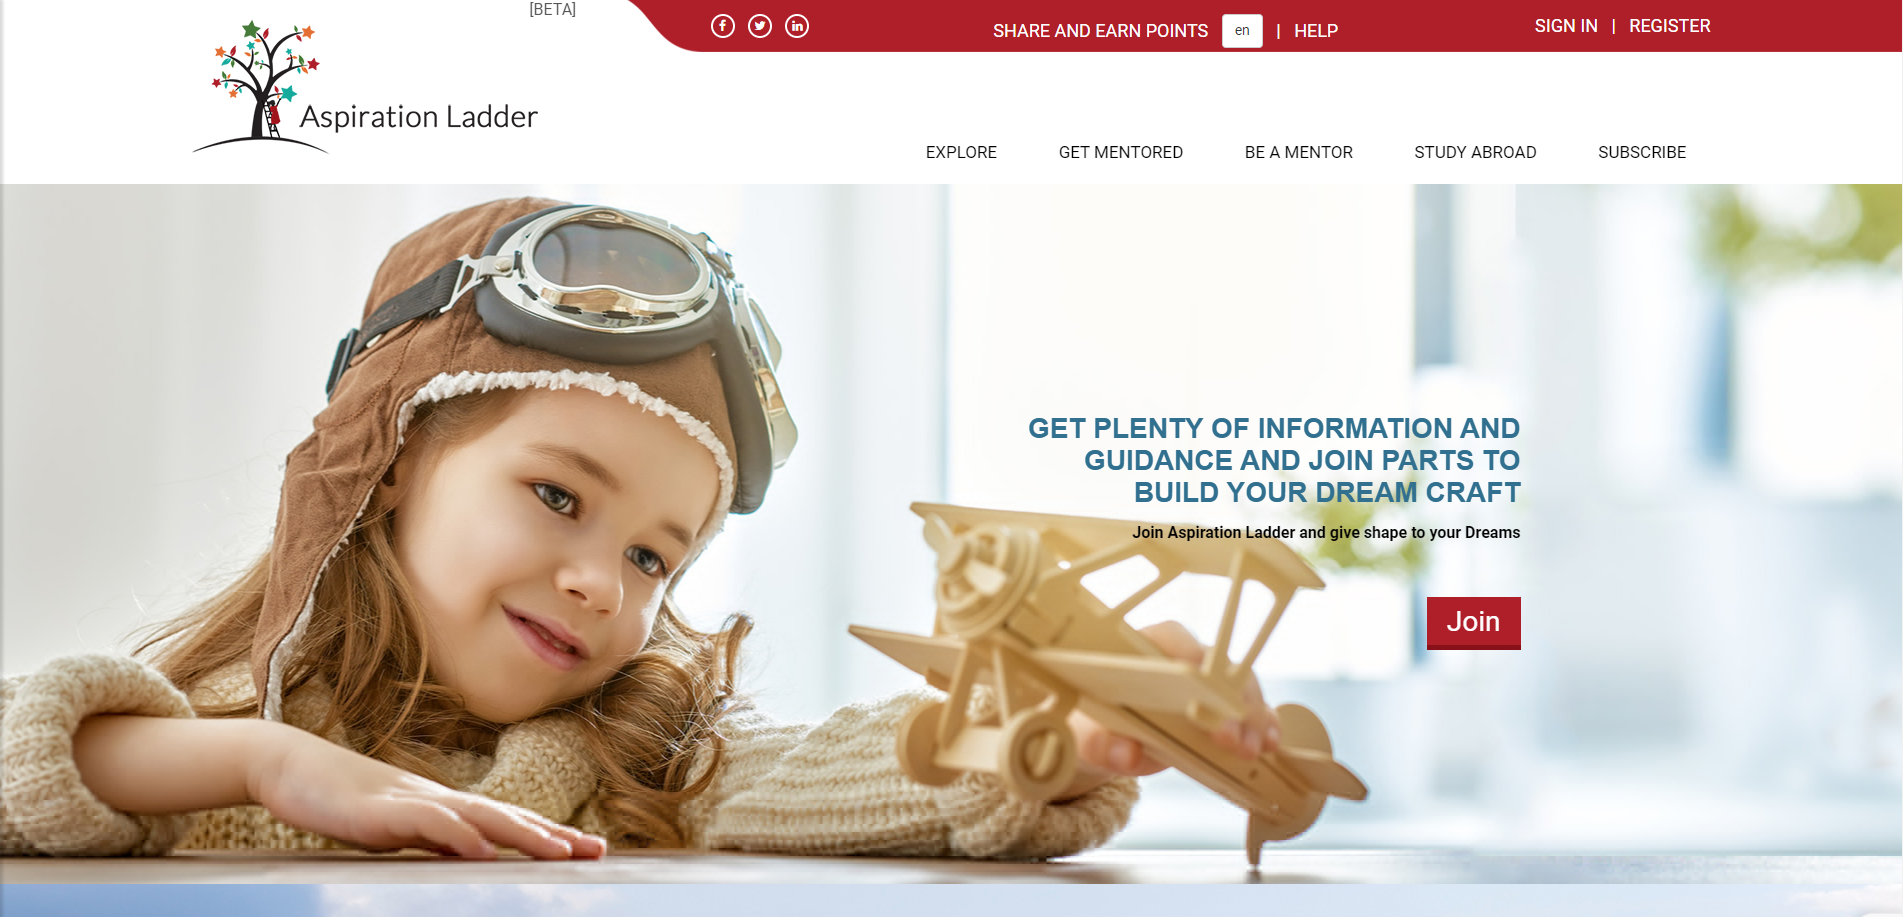 [BETA]
SHARE AND EARN POINTS en | HELP
SIGN IN | REGISTER
Aspiration Ladder
EXPLORE GET MENTORED BE A MENTOR STUDY ABROAD SUBSCRIBE
GET PLENTY OF INFORMATION AND
GUIDANCE AND JOIN PARTS TO
BUILD YOUR DREAM CRAFT
Join Aspiration Ladder and give shape to your Dreams
Join